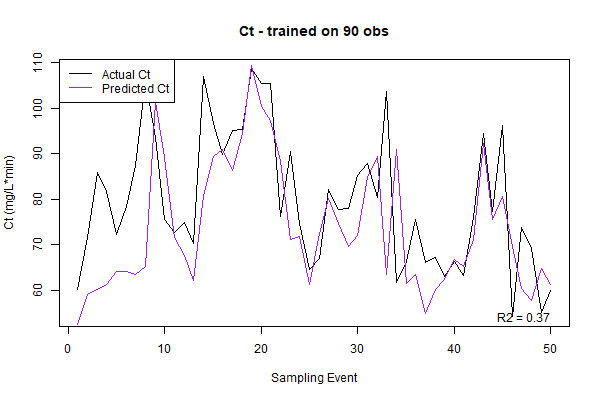 Ct - trained on 90 obs
Actual Ct
Predicted Ct
Ct (mg/L*min)
110
100
90
80
70
60
R2 = 0.37
0
10
20
30
40
50
Sampling Event